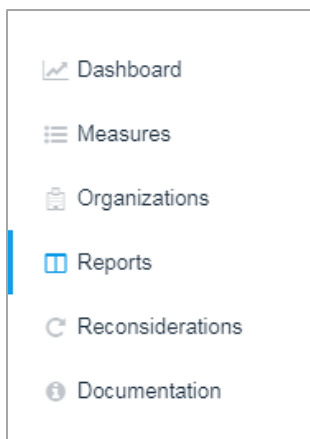 Dashboard
Measures
Organizations
Reports
Reconsiderations
Documentation